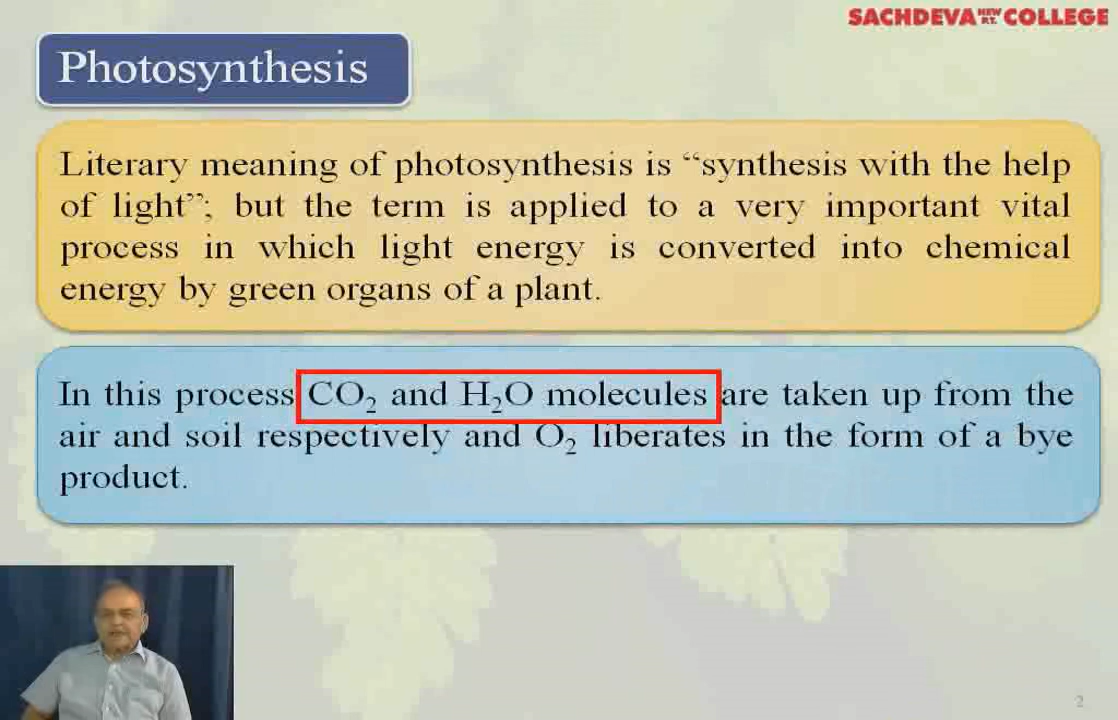 SACHDEVA NEW P.T. COLLEGE
Photosynthesis
Literary meaning of photosynthesis is “synthesis with the help
of light”; but the term is applied to a very important vital
process in which light energy is converted into chemical
energy by green organs of a plant.
In this process CO₂ and H₂O molecules are taken up from the
air and soil respectively and O₂ liberates in the form of a bye
product.
2